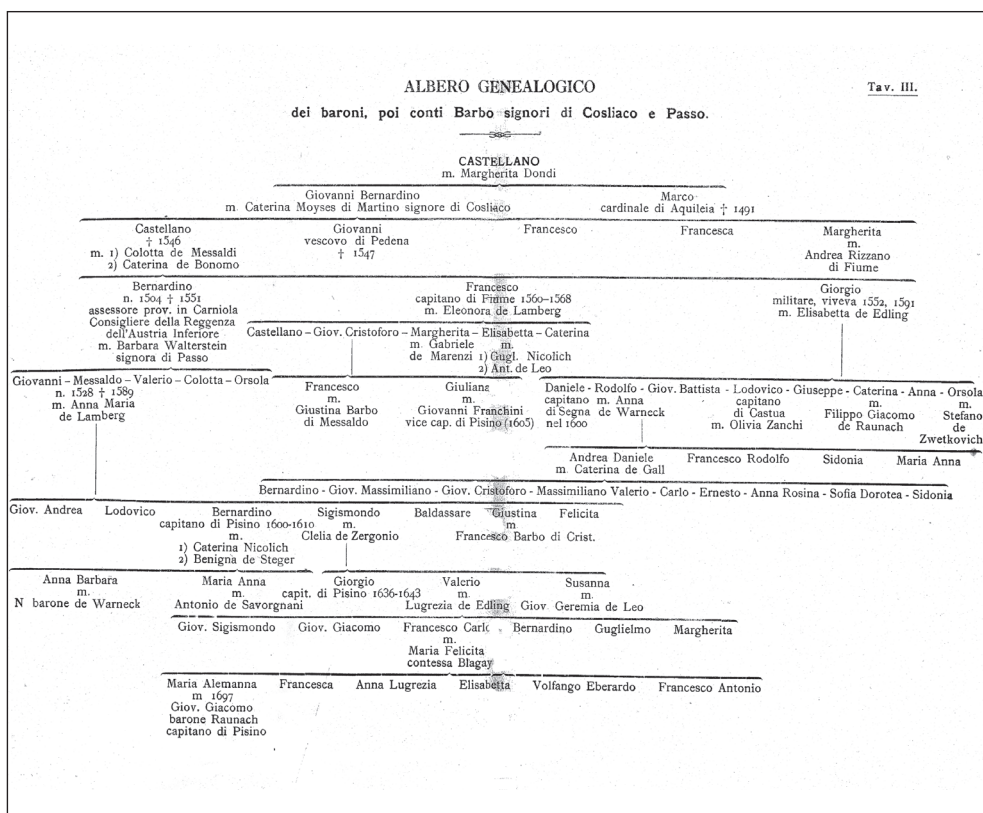 ALBERO GENEALOGICO
Tav. III.
dei baroni, poi conti Barbo signori di Cosliaco e Passo.
CASTELLANO
m. Margherita Dondi
Giovanni Bernardino
m. Caterina Moyses di Martino signore di Cosliaco
Marco
cardinale di Aquileia † 1491
Castellano
† 1546
m. 1) Colotta de Messaldi
2) Caterina de Bonomo
Giovanni
vescovo di Pedena
† 1547
Francesco
Francesca
Margherita
m.
Andrea Rizzano
di Fiume
Bernardino
n. 1504 † 1551
assessore prov. in Carniola
Consigliere della Reggenza
dell'Austria Inferiore
m. Barbara Walterstein
signora di Passo
Francesco
capitano di Fiume 1560–1568
m. Eleonora de Lamberg
Giorgio
militare, viveva 1552, 1591
m. Elisabetta de Edling
Castellano – Giov. Cristoforo – Margherita – Elisabetta – Caterina
m. Gabriele m.
de Marenzi 1) Gugl. Nicolich
2) Ant. de Leo
Giovanni – Messaldo – Valerio – Colotta – Orsola
n. 1528 † 1589
m. Anna Maria
de Lamberg
Francesco
m.
Giustina Barbo
di Messaldo
Giuliana
m.
Giovanni Franchini
vice cap. di Pisino (1605)
Daniele - Rodolfo - Giov. Battista - Lodovico - Giuseppe - Caterina - Anna - Orsola
capitano m. Anna capitano m. m.
di Segna de Warneck di Castua Filippo Giacomo Stefano
nel 1600 m. Olivia Zanchi de Raunach de
Zwetkovich
Andrea Daniele
m. Caterina de Gall
Francesco Rodolfo
Sidonia
Maria Anna
Bernardino - Giov. Massimiliano - Giov. Cristoforo - Massimiliano Valerio - Carlo - Ernesto - Anna Rosina - Sofia Dorotea - Sidonia
Giov. Andrea
Lodovico
Bernardino
capitano di Pisino 1600-1610
m.
1) Caterina Nicolich
2) Benigna de Steger
Sigismondo
m.
Clelia de Zergonio
Baldassare
Giustina
m
Francesco Barbo di Crist.
Felicita
Anna Barbara
m.
N barone de Warneck
Maria Anna
m.
Antonio de Savorgnani
Giorgio
capit. di Pisino 1636-1643
Valerio
m.
Lugrezia de Edling
Susanna
m.
Giov. Geremia de Leo
Giov. Sigismondo
Giov. Giacomo
Francesco Carlo
m.
Maria Felicita
contessa Blagay
Bernardino
Guglielmo
Margherita
Maria Alemanna
m 1697
Giov. Giacomo
barone Raunach
capitano di Pisino
Francesca
Anna Lugrezia
Elisabetta
Volfango Eberardo
Francesco Antonio